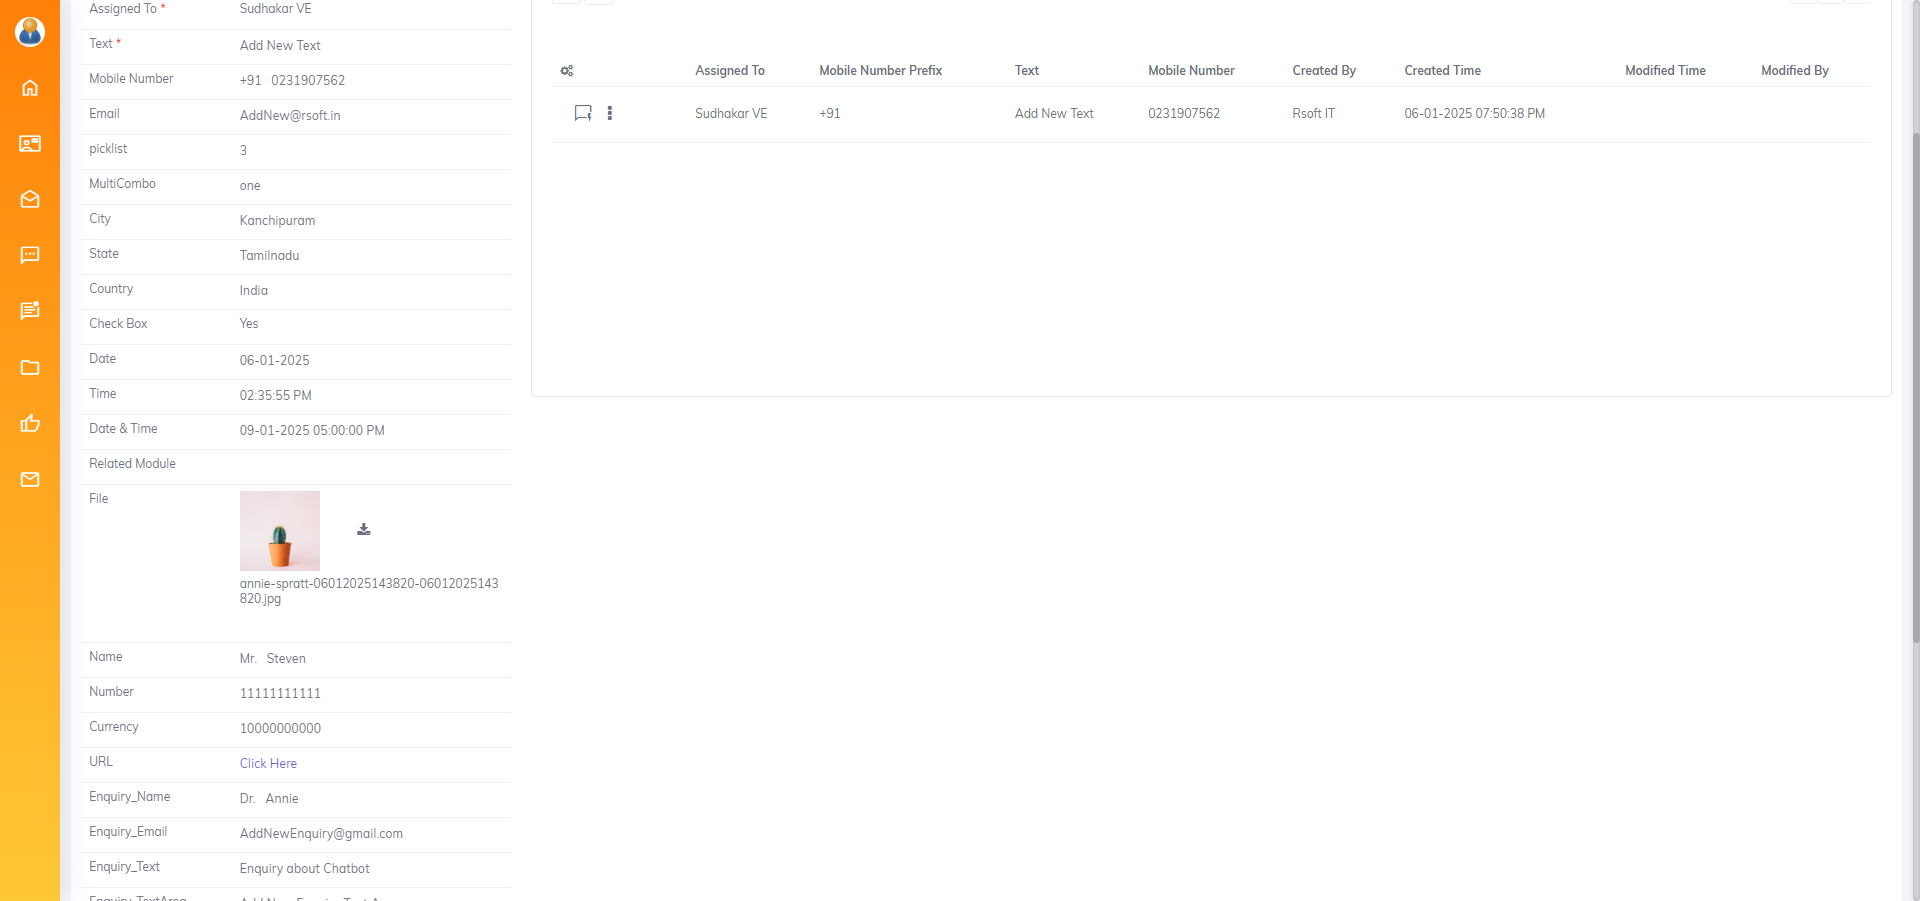 Assigned To * Sudhakar VE
Text * Add New Text
Mobile Number +91 0231907562
Email AddNew@rsoft.in
picklist 3
MultiCombo one
City Kanchipuram
State Tamilnadu
Country India
Check Box Yes
Date 06-01-2025
Time 02:35:55 PM
Date & Time 09-01-2025 05:00:00 PM
Related Module
File
annie-spratt-06012025143820-06012025143
820.jpg
Name Mr. Steven
Number 11111111111
Currency 10000000000
URL Click Here
Enquiry_Name Dr. Annie
Enquiry_Email AddNewEnquiry@gmail.com
Enquiry_Text Enquiry about Chatbot
Assigned To Mobile Number Prefix Text Mobile Number Created By Created Time Modified Time Modified By
Sudhakar VE +91 Add New Text 0231907562 Rsoft IT 06-01-2025 07:50:38 PM